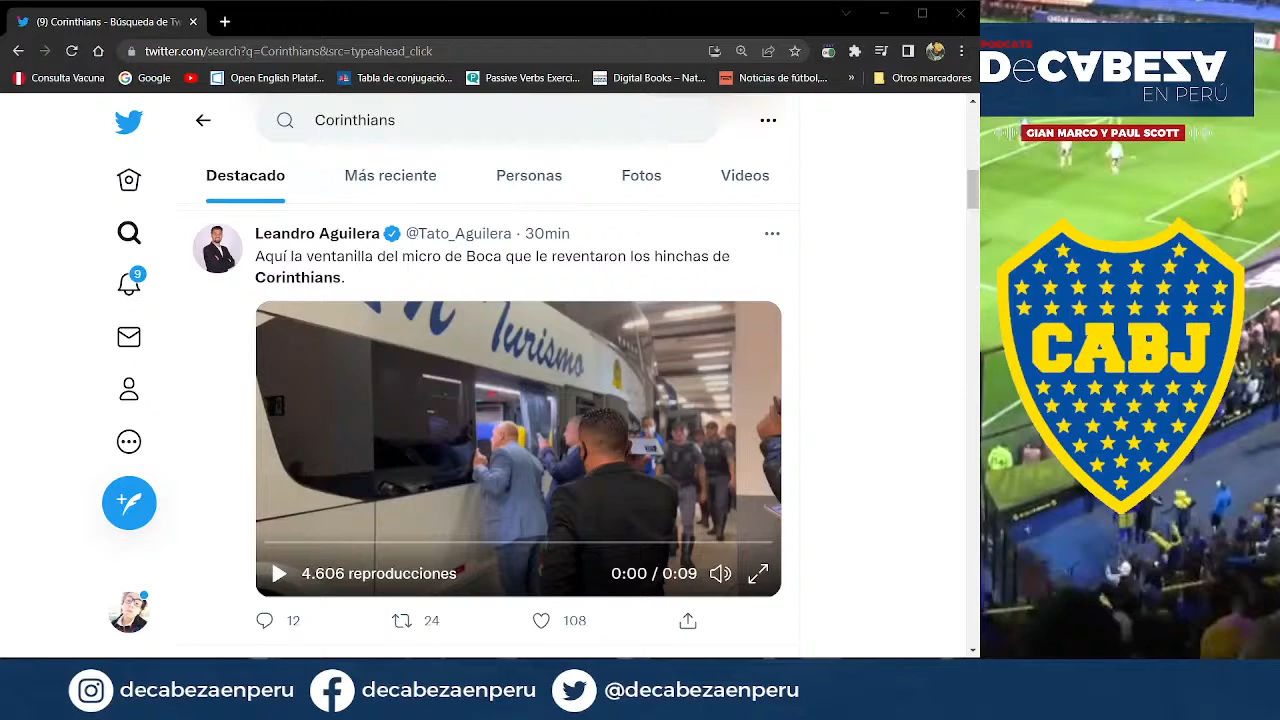 (9) Corinthians - Búsqueda de Tw
twitter.com/search?q=Corinthians&src=typeahead_click
Consulta Vacuna
Google
Open English Platef...
Tabla de conjugació...
Passive Verbs Exerci...
Digital Books – Nat...
Noticias de fútbol,...
»
Otros marcadores
Corinthians
Destacado
Más reciente
Personas
Fotos
Videos
Leandro Aguilera @Tato_Aguilera · 30min
Aquí la ventanilla del micro de Boca que le reventaron los hinchas de
Corinthians.
Turismo
4.606 reproducciones
0:00 / 0:09
12
24
108
9
PODCATS
DeCABEZA
EN PERÚ
GIAN MARCO Y PAUL SCOTT
CABJ
decabezaenperu
decabezaenperu
@decabezaenperu